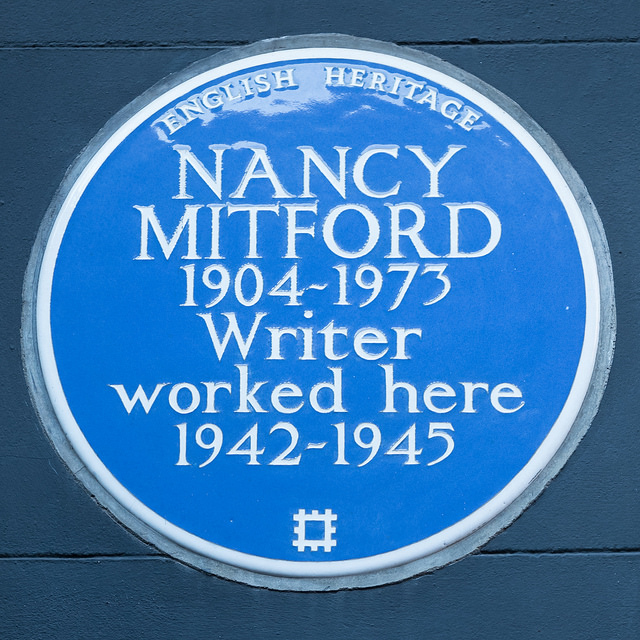 ENGLISH HERITAGE
NANCY
MITFORD
1904-1973
Writer
worked here
1942-1945